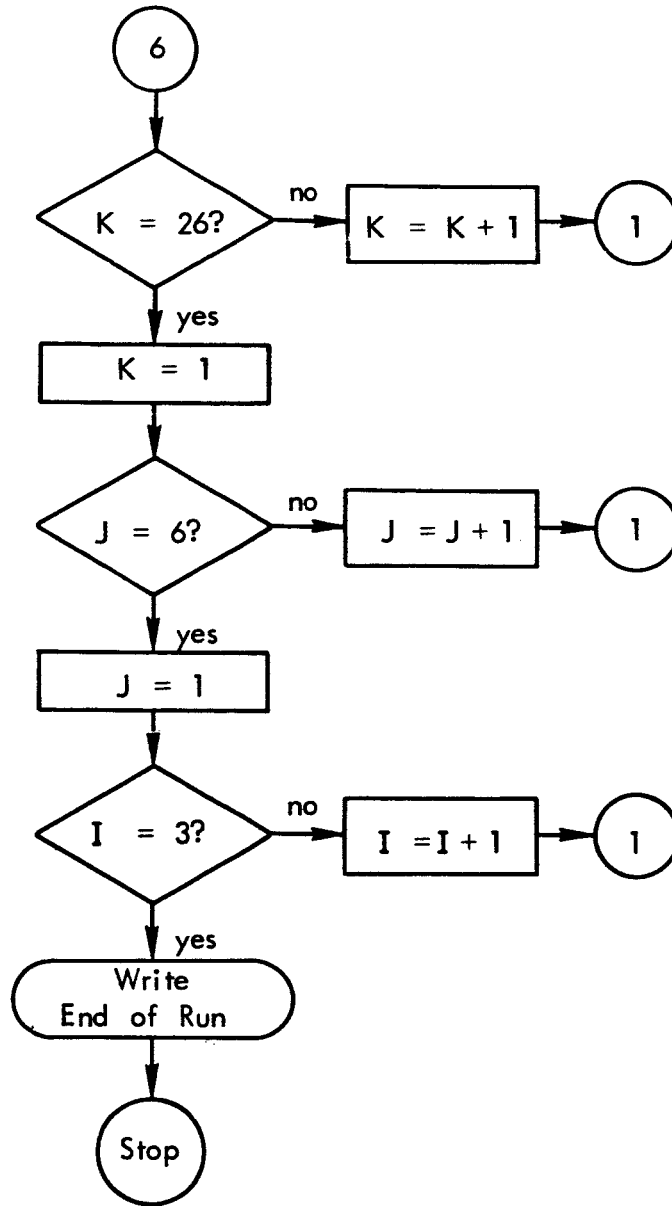 6
K = 26?
no
K = K + 1
1
yes
K = 1
J = 6?
no
J = J + 1
1
yes
J = 1
I = 3?
no
I = I + 1
1
yes
Write
End of Run
Stop